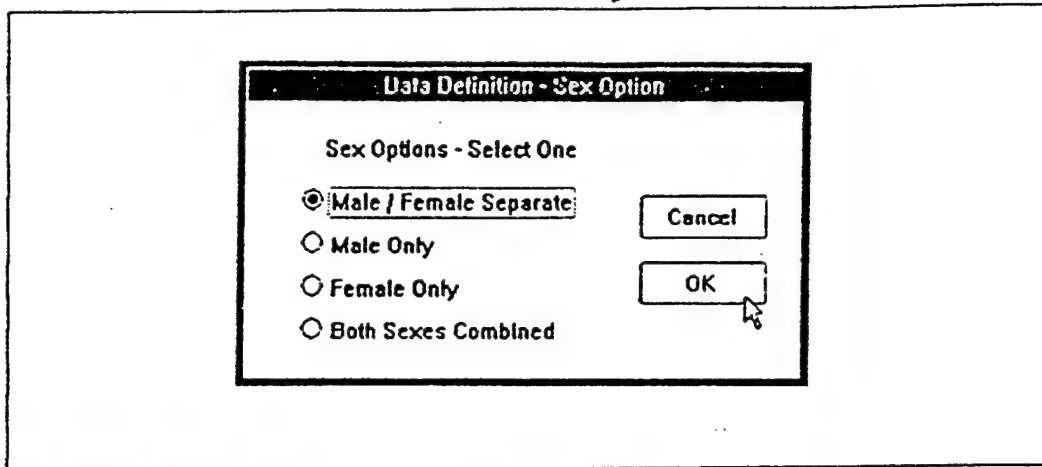 Data Definition - Sex Option
Sex Options - Select One
Male / Female Separate
Male Only
Female Only
Both Sexes Combined
Cancel
OK